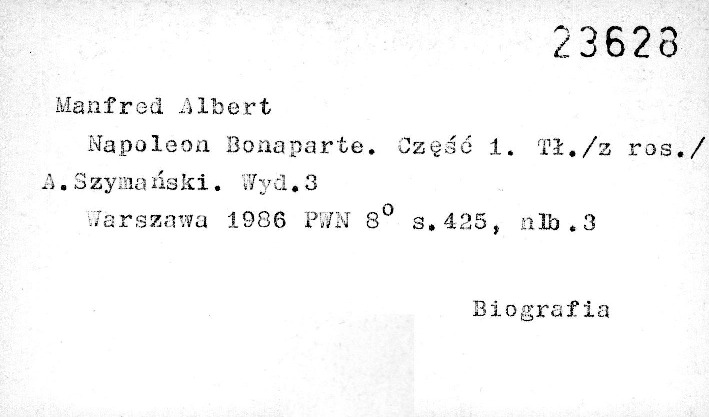 23628
Manfred Albert
Napoleon Bonaparte. Część 1. Tł./z ros./
A.Szymański. Wyd.3
Warszawa 1986 PWN 8° s.425, nlb.3
Biografia